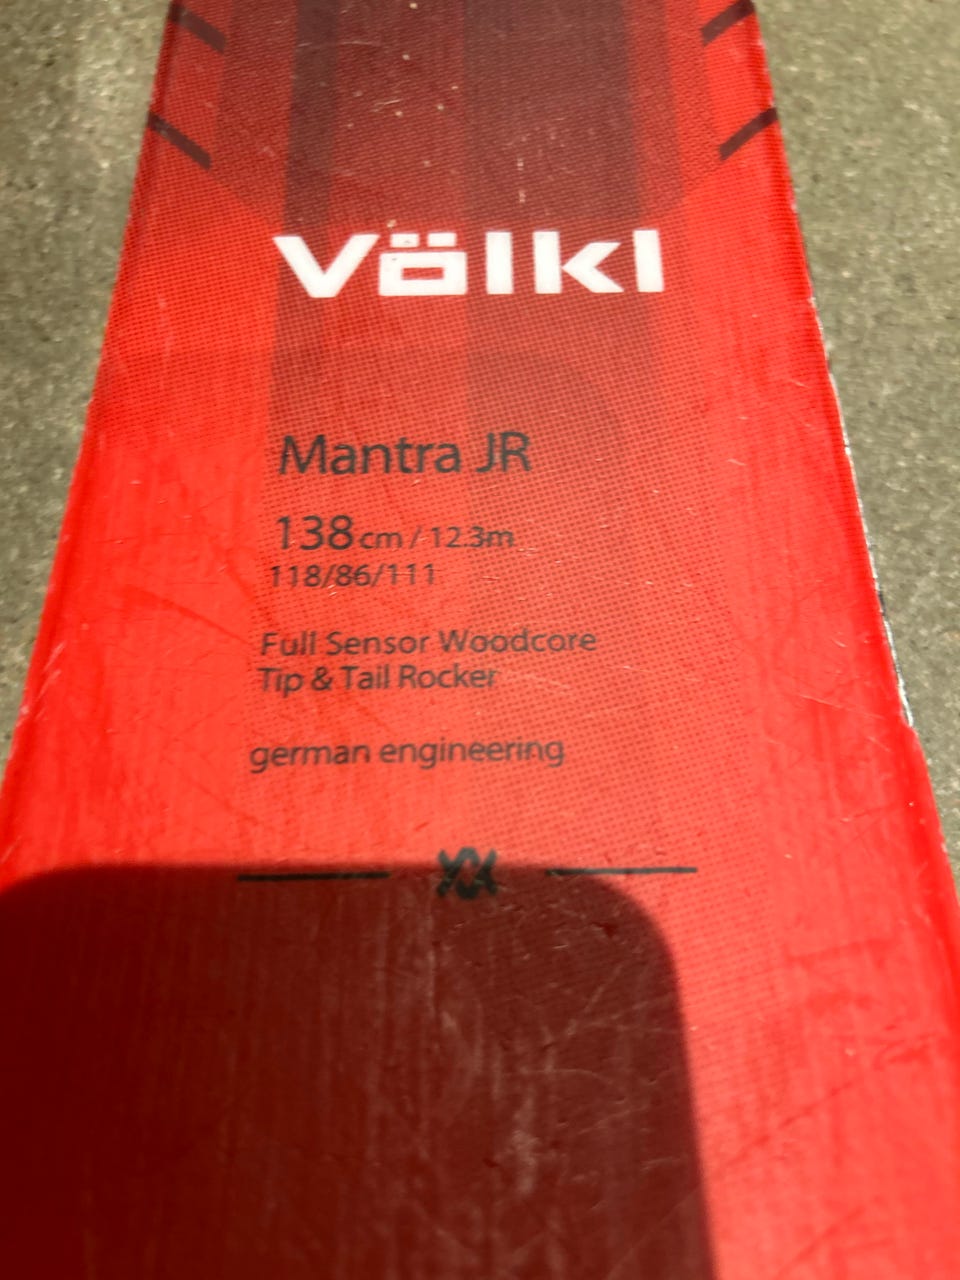 Völkl
Mantra JR
138cm / 12.3m
118/86/111
Full Sensor Woodcore
Tip & Tail Rocker
german engineering